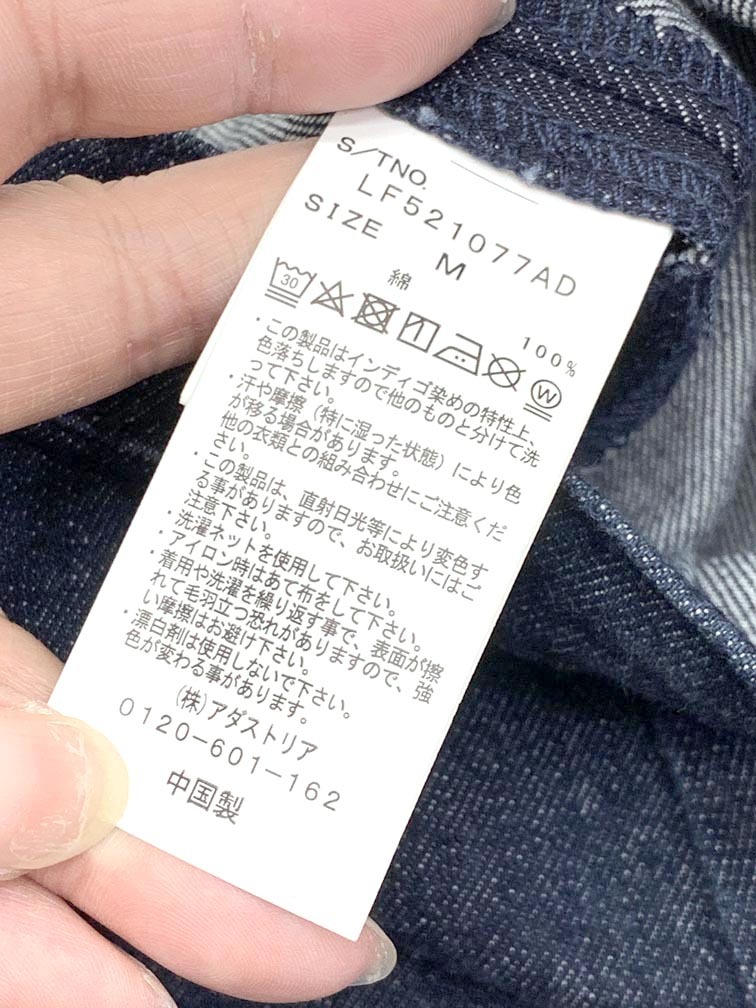 S/TNO.
LF521077AD
SIZE
M
綿
100%
30
W
・この製品はインディゴ染めの特性上、
色落ちしますので他のものと分けて洗
って下さい。
・汗や摩擦（特に湿った状態）により色
が移る場合があります。
他の衣類との組み合わせにご注意くだ
さい。
・この製品は、直射日光等により変色す
る事がありますので、お取扱いにはご
注意下さい。
・洗濯ネットを使用して下さい。
・アイロン時はあて布をして下さい。
・着用や洗濯を繰り返す事で、表面が擦
れて毛羽立つ恐れがありますので、強
い摩擦はお避け下さい。
・漂白剤は使用しないで下さい。
色が変わる事があります。
(株)アダストリア
0120-601-162
中国製